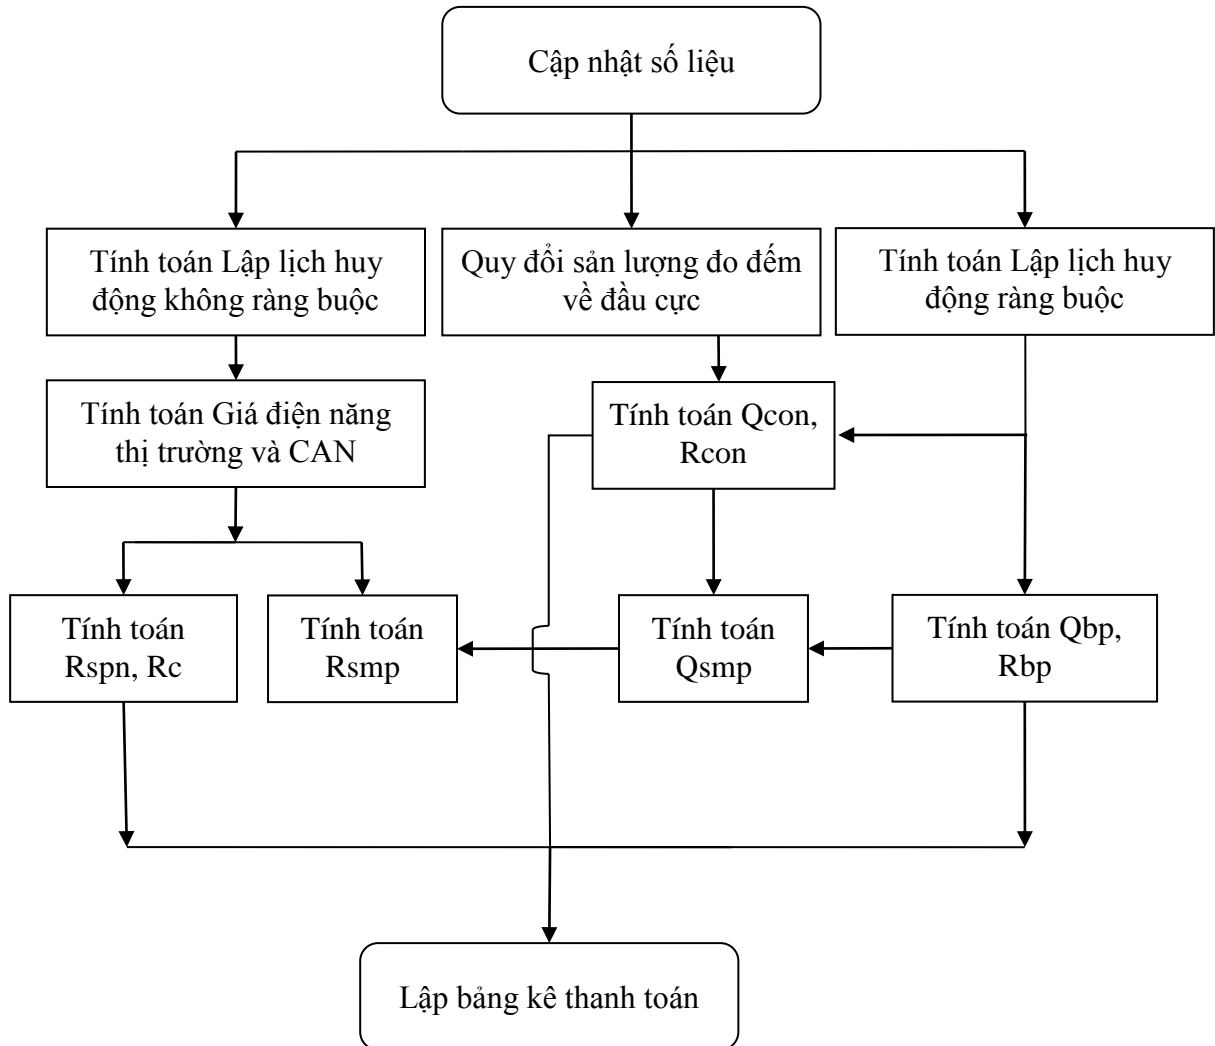 Cập nhật số liệu
Tính toán Lập lịch huy
động không ràng buộc
Quy đổi sản lượng đo đếm
về đầu cực
Tính toán Lập lịch huy
động ràng buộc
Tính toán Giá điện năng
thị trường và CAN
Tính toán Qcon,
Rcon
Tính toán
Rspn, Rc
Tính toán
Rsmp
Tính toán
Qsmp
Tính toán Qbp,
Rbp
Lập bảng kê thanh toán